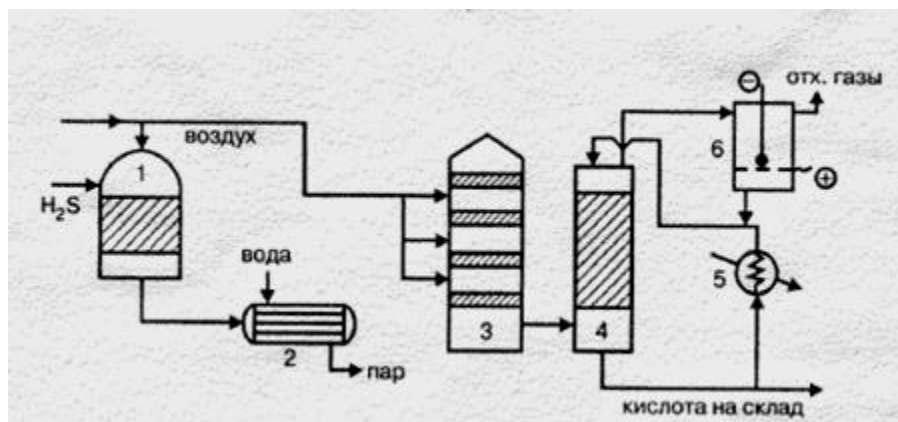 воздух
H₂S
1
вода
2
пар
3
4
5
6
отх. газы
−
+
кислота на склад